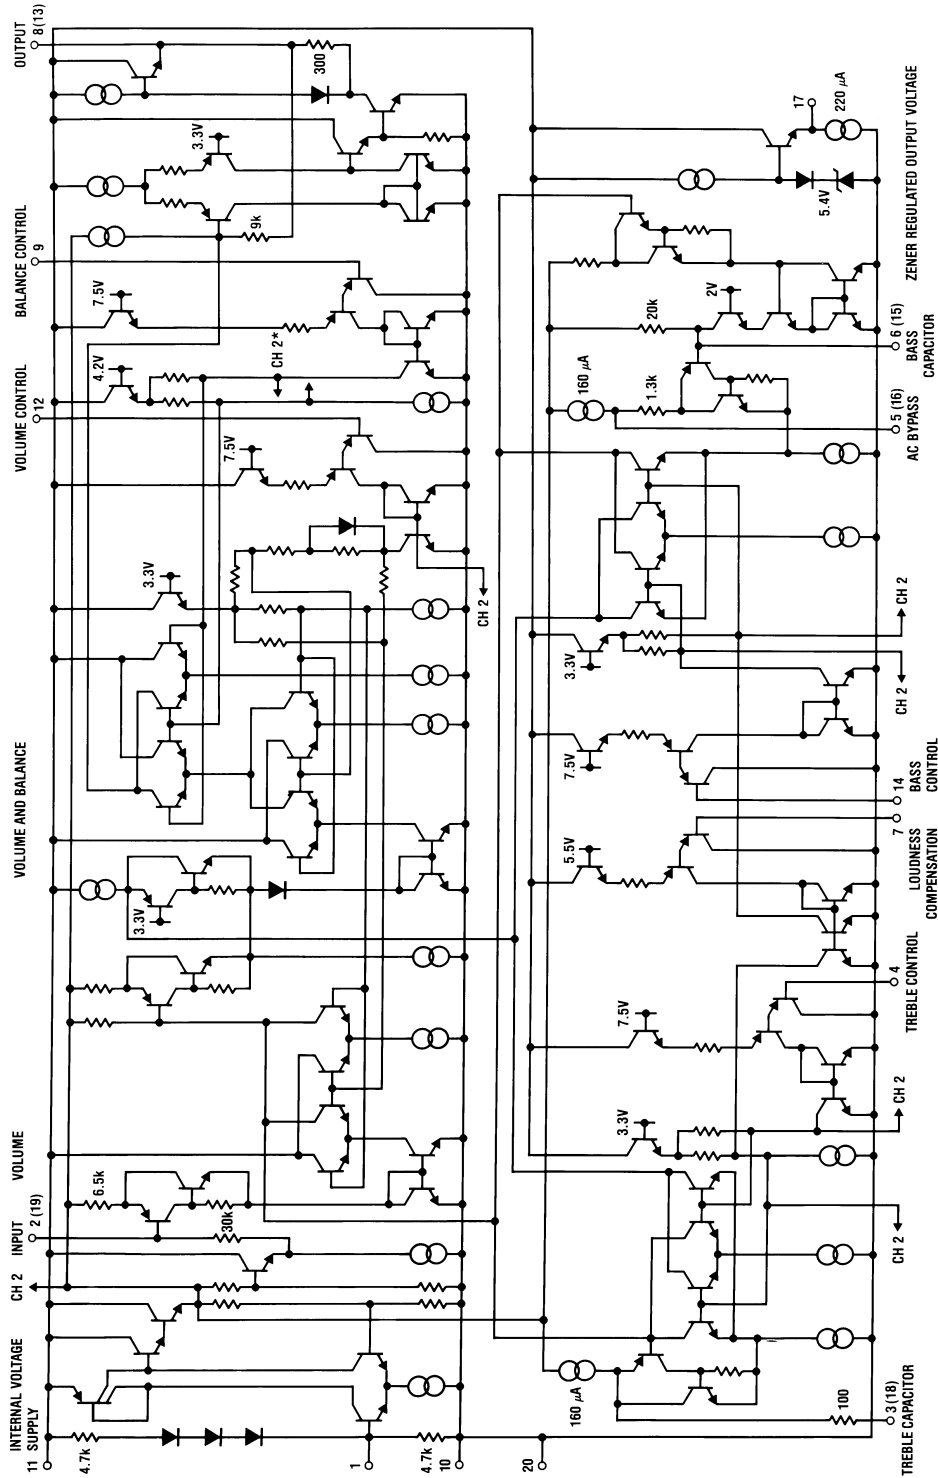 INTERNAL VOLTAGE
SUPPLY
CH 2
INPUT
2 (19)
VOLUME
VOLUME AND BALANCE
VOLUME CONTROL
12
BALANCE CONTROL
9
OUTPUT
8(13)
11
4.7k
1
4.7k
10
20
6.5k
30k
3.3V
3.3V
7.5V
4.2V
7.5V
CH 2*
CH 2
9k
3.3V
300
160 µA
100
3 (18)
TREBLE CAPACITOR
CH 2
3.3V
CH 2
7.5V
4
TREBLE CONTROL
5.5V
7
LOUDNESS
COMPENSATION
7.5V
14
BASS
CONTROL
3.3V
CH 2
CH 2
160 µA
1.3k
5 (16)
AC BYPASS
20k
2V
6 (15)
BASS
CAPACITOR
5.4V
17
220 µA
ZENER REGULATED OUTPUT VOLTAGE